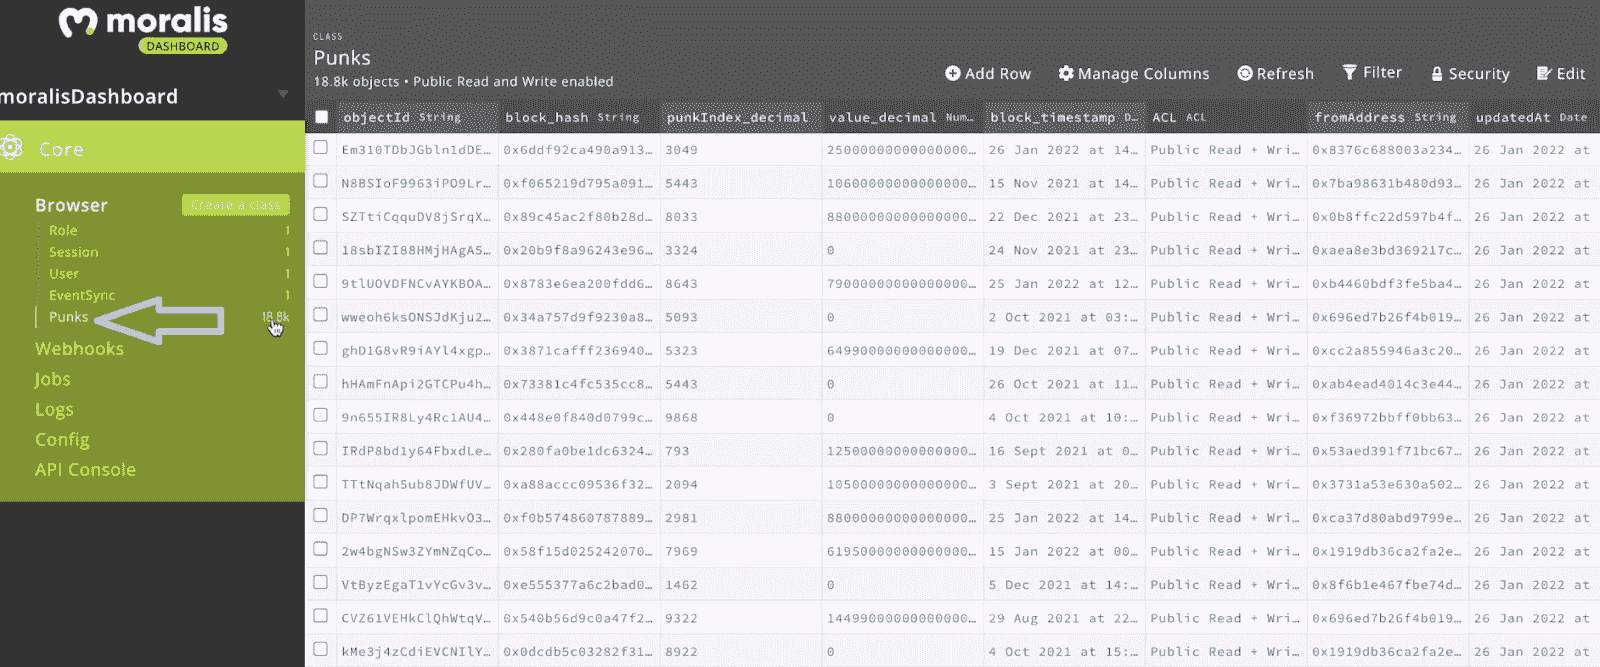 moralis
DASHBOARD
moralisDashboard
Core
Browser Create a class
Role 1
Session 1
User 1
EventSync 1
Punks 18.8k
Webhooks
Jobs
Logs
Config
API Console
CLASS
Punks
18.8k objects • Public Read and Write enabled
Add Row Manage Columns Refresh Filter Security Edit
objectId String block_hash String punkIndex_decimal value_decimal Num… block_timestamp D… ACL ACL fromAddress String updatedAt Date
Em310TDbJGbln1dDE… 0x6ddf92ca490a913… 3049 25000000000000000… 26 Jan 2022 at 14… Public Read + Wri… 0x8376c688003a234… 26 Jan 2022 at
N8BSIoF9963iPO9Lr… 0xf065219d795a091… 5443 10600000000000000… 15 Nov 2021 at 14… Public Read + Wri… 0x7ba98631b480d93… 26 Jan 2022 at
SZTtiCqquDV8jSrqX… 0x89c45ac2f80b28d… 8033 88000000000000000… 22 Dec 2021 at 23… Public Read + Wri… 0x0b8ffc22d597b4f… 26 Jan 2022 at
18sbIZI88HMjHAgA5… 0x20b9f8a96243e96… 3324 0 24 Nov 2021 at 23… Public Read + Wri… 0xaea8e3bd369217c… 26 Jan 2022 at
9tlUOVDFNCvAYKBOA… 0x8783e6ea200fdd6… 8643 79000000000000000… 25 Jan 2022 at 12… Public Read + Wri… 0xb4460bdf3fe5ba4… 26 Jan 2022 at
wweoh6ksONSJdKju2… 0x34a757d9f9230a8… 5093 0 2 Oct 2021 at 03:… Public Read + Wri… 0x696ed7b26f4b019… 26 Jan 2022 at
ghD1G8vR9iAYl4xgp… 0x3871cafff236940… 5323 64990000000000000… 19 Dec 2021 at 07… Public Read + Wri… 0xcc2a855946a3c20… 26 Jan 2022 at
hHAmFnApi2GTCPu4h… 0x73381c4fc535cc8… 5443 0 26 Oct 2021 at 11… Public Read + Wri… 0xab4ead4014c3e44… 26 Jan 2022 at
9n655IR8Ly4Rc1AU4… 0x448e0f840d0799c… 9868 0 4 Oct 2021 at 10:… Public Read + Wri… 0xf36972bbff0bb63… 26 Jan 2022 at
IRdP8bd1y64FbxdLe… 0x280fa0be1dc6324… 793 12500000000000000… 16 Sept 2021 at 0… Public Read + Wri… 0x53aed391f71bc67… 26 Jan 2022 at
TTtNqah5ub8JDWfUV… 0xa88accc09536f32… 2094 10500000000000000… 3 Sept 2021 at 20… Public Read + Wri… 0x3731a53e630a502… 26 Jan 2022 at
DP7WrqxlpomEHkvO3… 0xf0b574860787889… 2981 88000000000000000… 25 Jan 2022 at 14… Public Read + Wri… 0xca37d80abd9799e… 26 Jan 2022 at
2w4bgNSw3ZYmNZqCo… 0x58f15d025242070… 7969 61950000000000000… 15 Jan 2022 at 00… Public Read + Wri… 0x1919db36ca2fa2e… 26 Jan 2022 at
VtByzEgaT1vYcGv3v… 0xe555377a6c2bad0… 1462 0 5 Dec 2021 at 14:… Public Read + Wri… 0x8f6b1e467fbe74d… 26 Jan 2022 at
CVZ61VEHkClQhWtqV… 0x540b56d9c0a47f2… 9322 14499000000000000… 29 Aug 2021 at 22… Public Read + Wri… 0x696ed7b26f4b019… 26 Jan 2022 at
kMe3j4zCdiEVCNIlY… 0x0dcdb5c03282f31… 8922 0 4 Oct 2021 at 15:… Public Read + Wri… 0x1919db36ca2fa2e… 26 Jan 2022 at